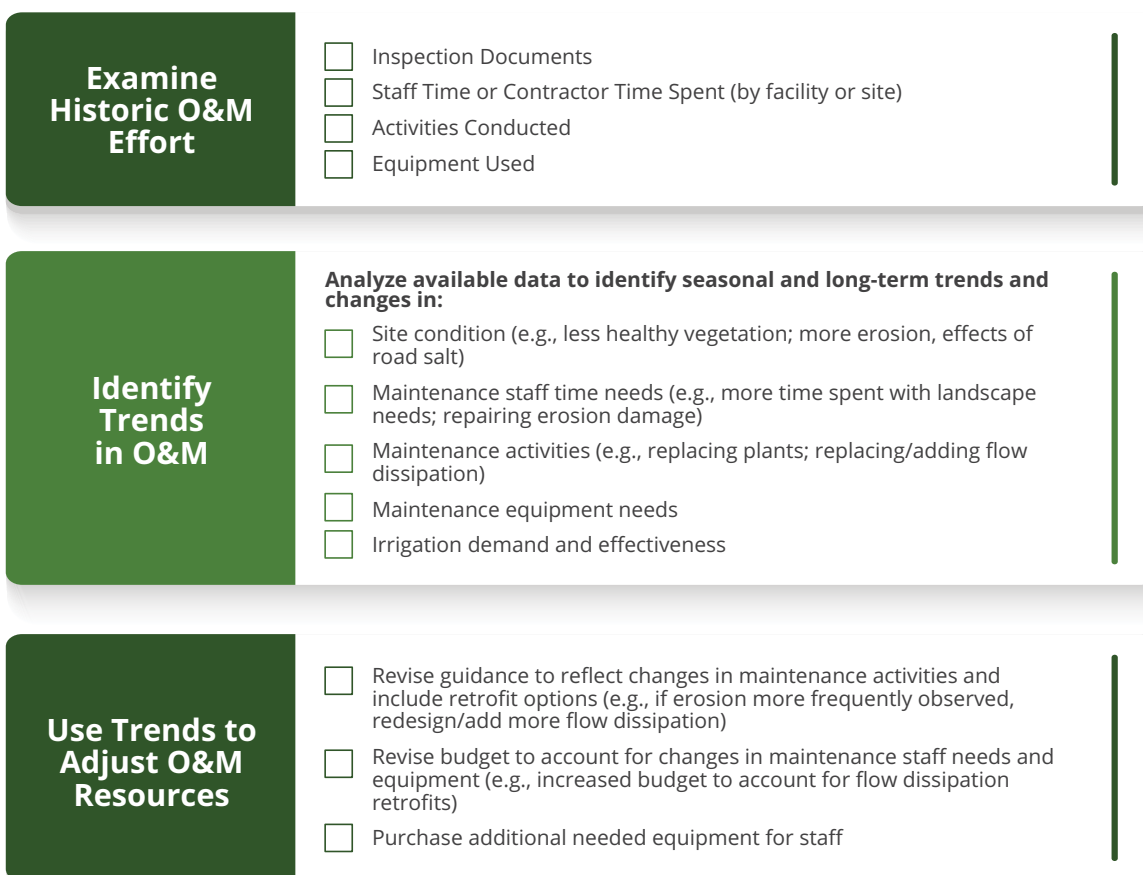 Examine
Historic O&M
Effort
Inspection Documents
Staff Time or Contractor Time Spent (by facility or site)
Activities Conducted
Equipment Used
Identify
Trends
in O&M
Analyze available data to identify seasonal and long-term trends and
changes in:
Site condition (e.g., less healthy vegetation; more erosion, effects of
road salt)
Maintenance staff time needs (e.g., more time spent with landscape
needs; repairing erosion damage)
Maintenance activities (e.g., replacing plants; replacing/adding flow
dissipation)
Maintenance equipment needs
Irrigation demand and effectiveness
Use Trends to
Adjust O&M
Resources
Revise guidance to reflect changes in maintenance activities and
include retrofit options (e.g., if erosion more frequently observed,
redesign/add more flow dissipation)
Revise budget to account for changes in maintenance staff needs and
equipment (e.g., increased budget to account for flow dissipation
retrofits)
Purchase additional needed equipment for staff